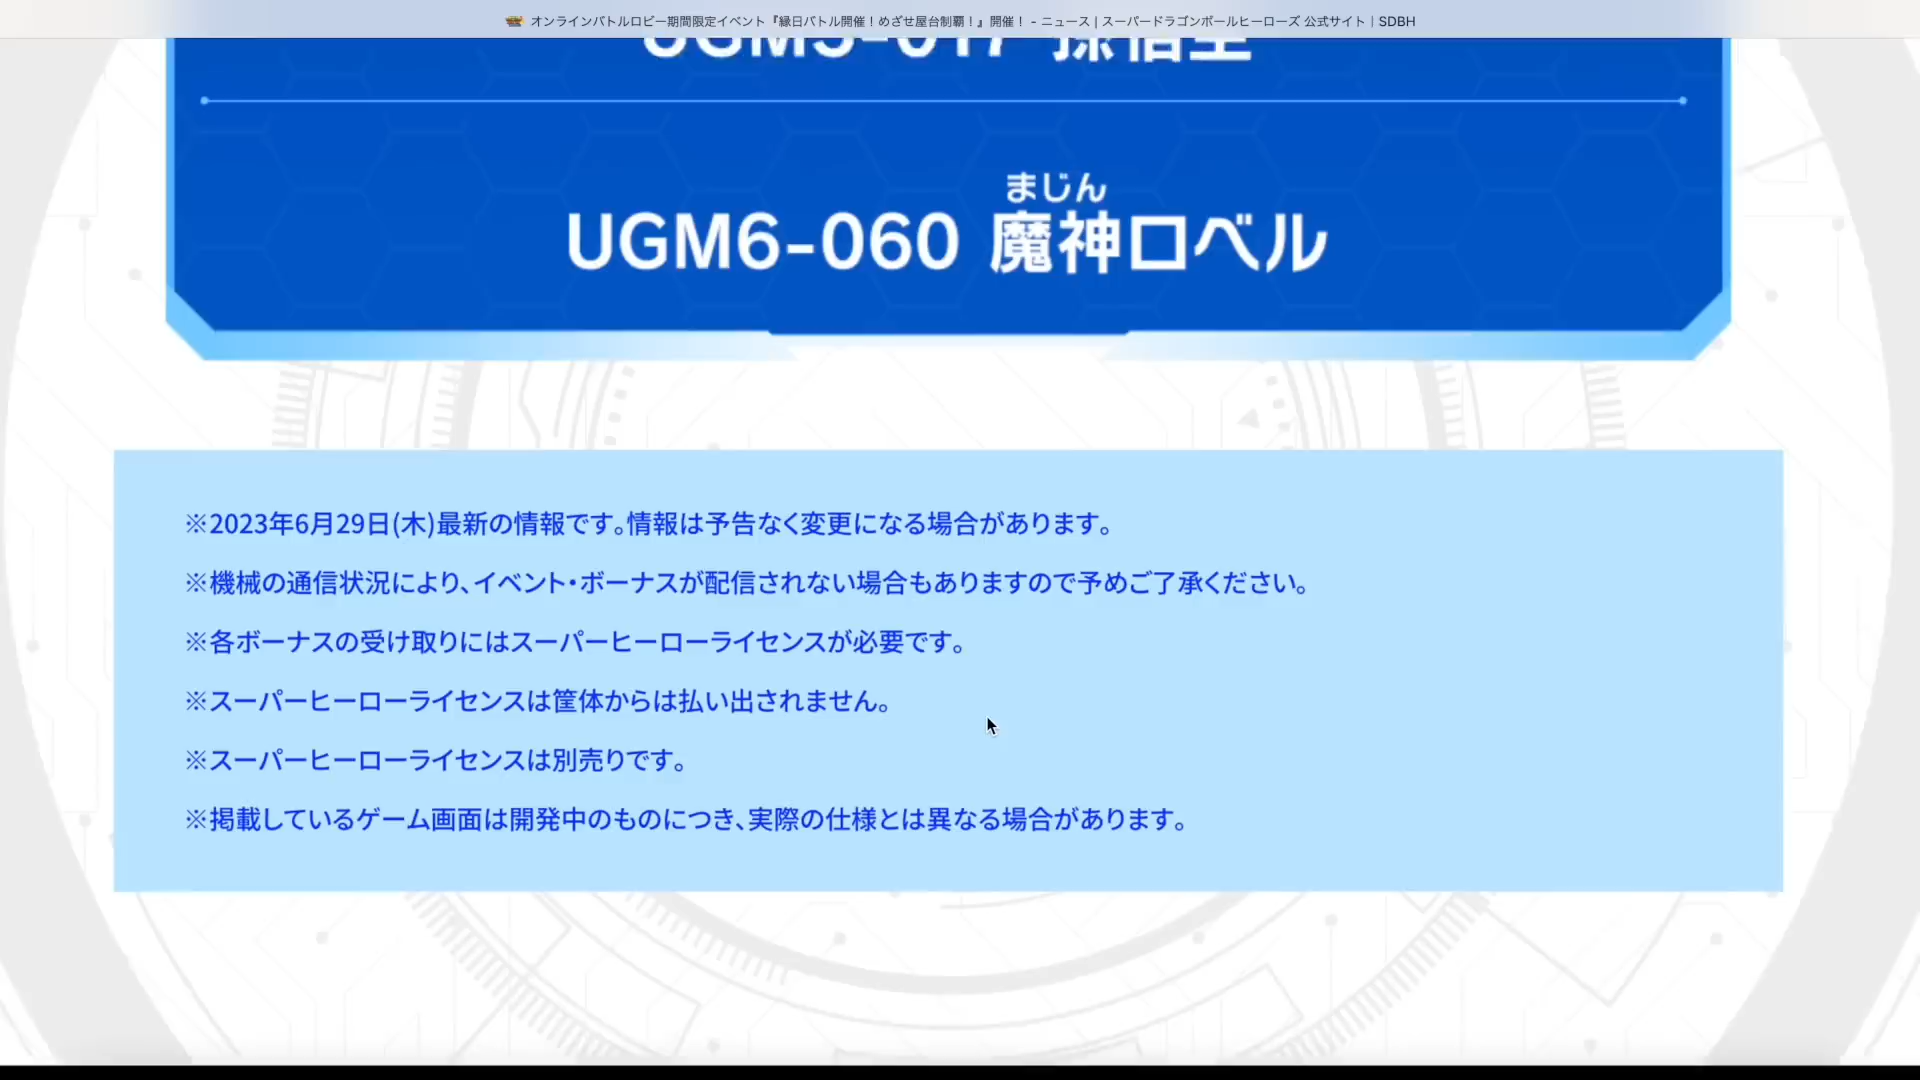 オンラインバトルロビー期間限定イベント『縁日バトル開催！めざせ屋台制覇！』開催！ - ニュース | スーパードラゴンボールヒーローズ 公式サイト｜SDBH
孫悟空
まじん
UGM6-060 魔神ロベル
※2023年6月29日(木)最新の情報です。情報は予告なく変更になる場合があります。
※機械の通信状況により、イベント・ボーナスが配信されない場合もありますので予めご了承ください。
※各ボーナスの受け取りにはスーパーヒーローライセンスが必要です。
※スーパーヒーローライセンスは筐体からは払い出されません。
※スーパーヒーローライセンスは別売りです。
※掲載しているゲーム画面は開発中のものにつき、実際の仕様とは異なる場合があります。